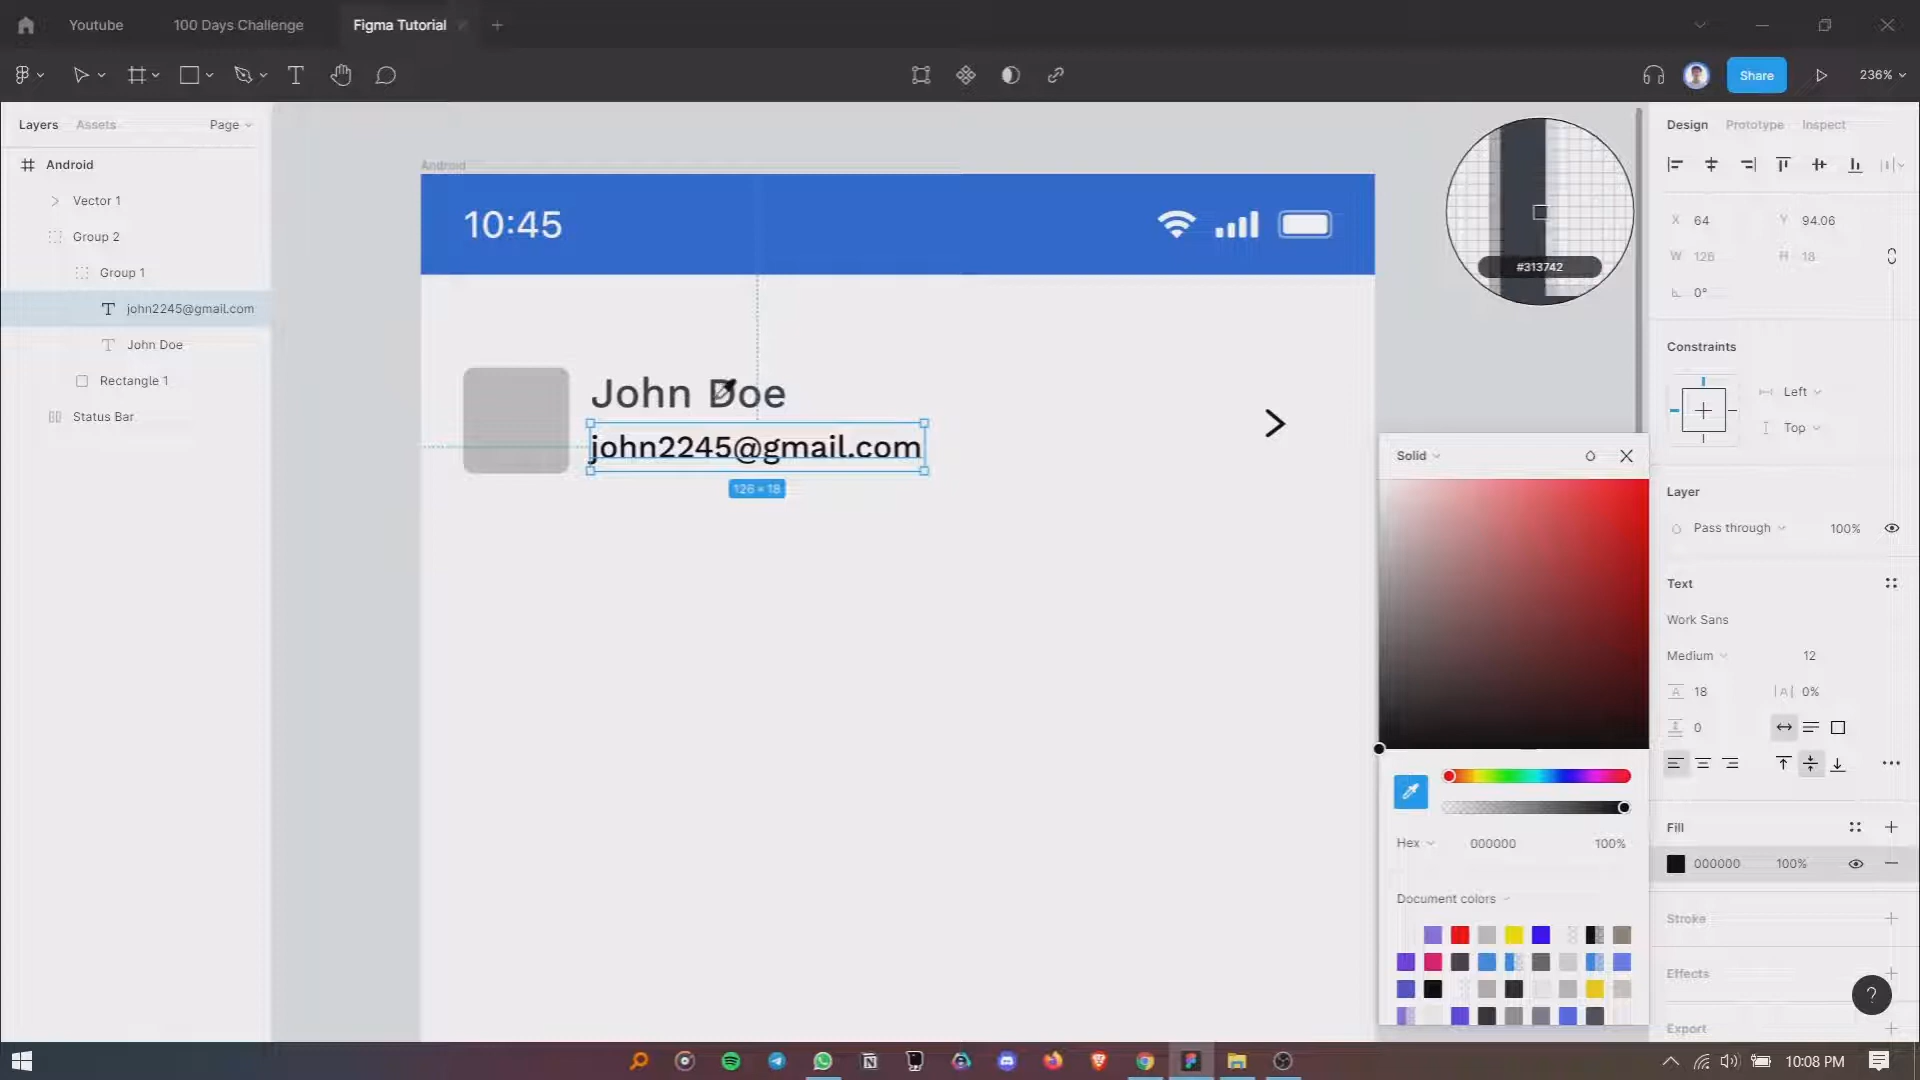 Youtube
100 Days Challenge
Figma Tutorial
Share
236%
Layers
Assets
Page
Android
Vector 1
Group 2
Group 1
john2245@gmail.com
John Doe
Rectangle 1
Status Bar
Android
10:45
John Doe
john2245@gmail.com
126 × 18
#313742
Solid
Hex
000000
100%
Document colors
Design
Prototype
Inspect
X 64
Y 94.06
W 126
H 18
0°
Constraints
Left
Top
Layer
Pass through
100%
Text
Work Sans
Medium
12
A 18
|A| 0%
0
Fill
000000
100%
Stroke
Effects
Export
?
10:08 PM